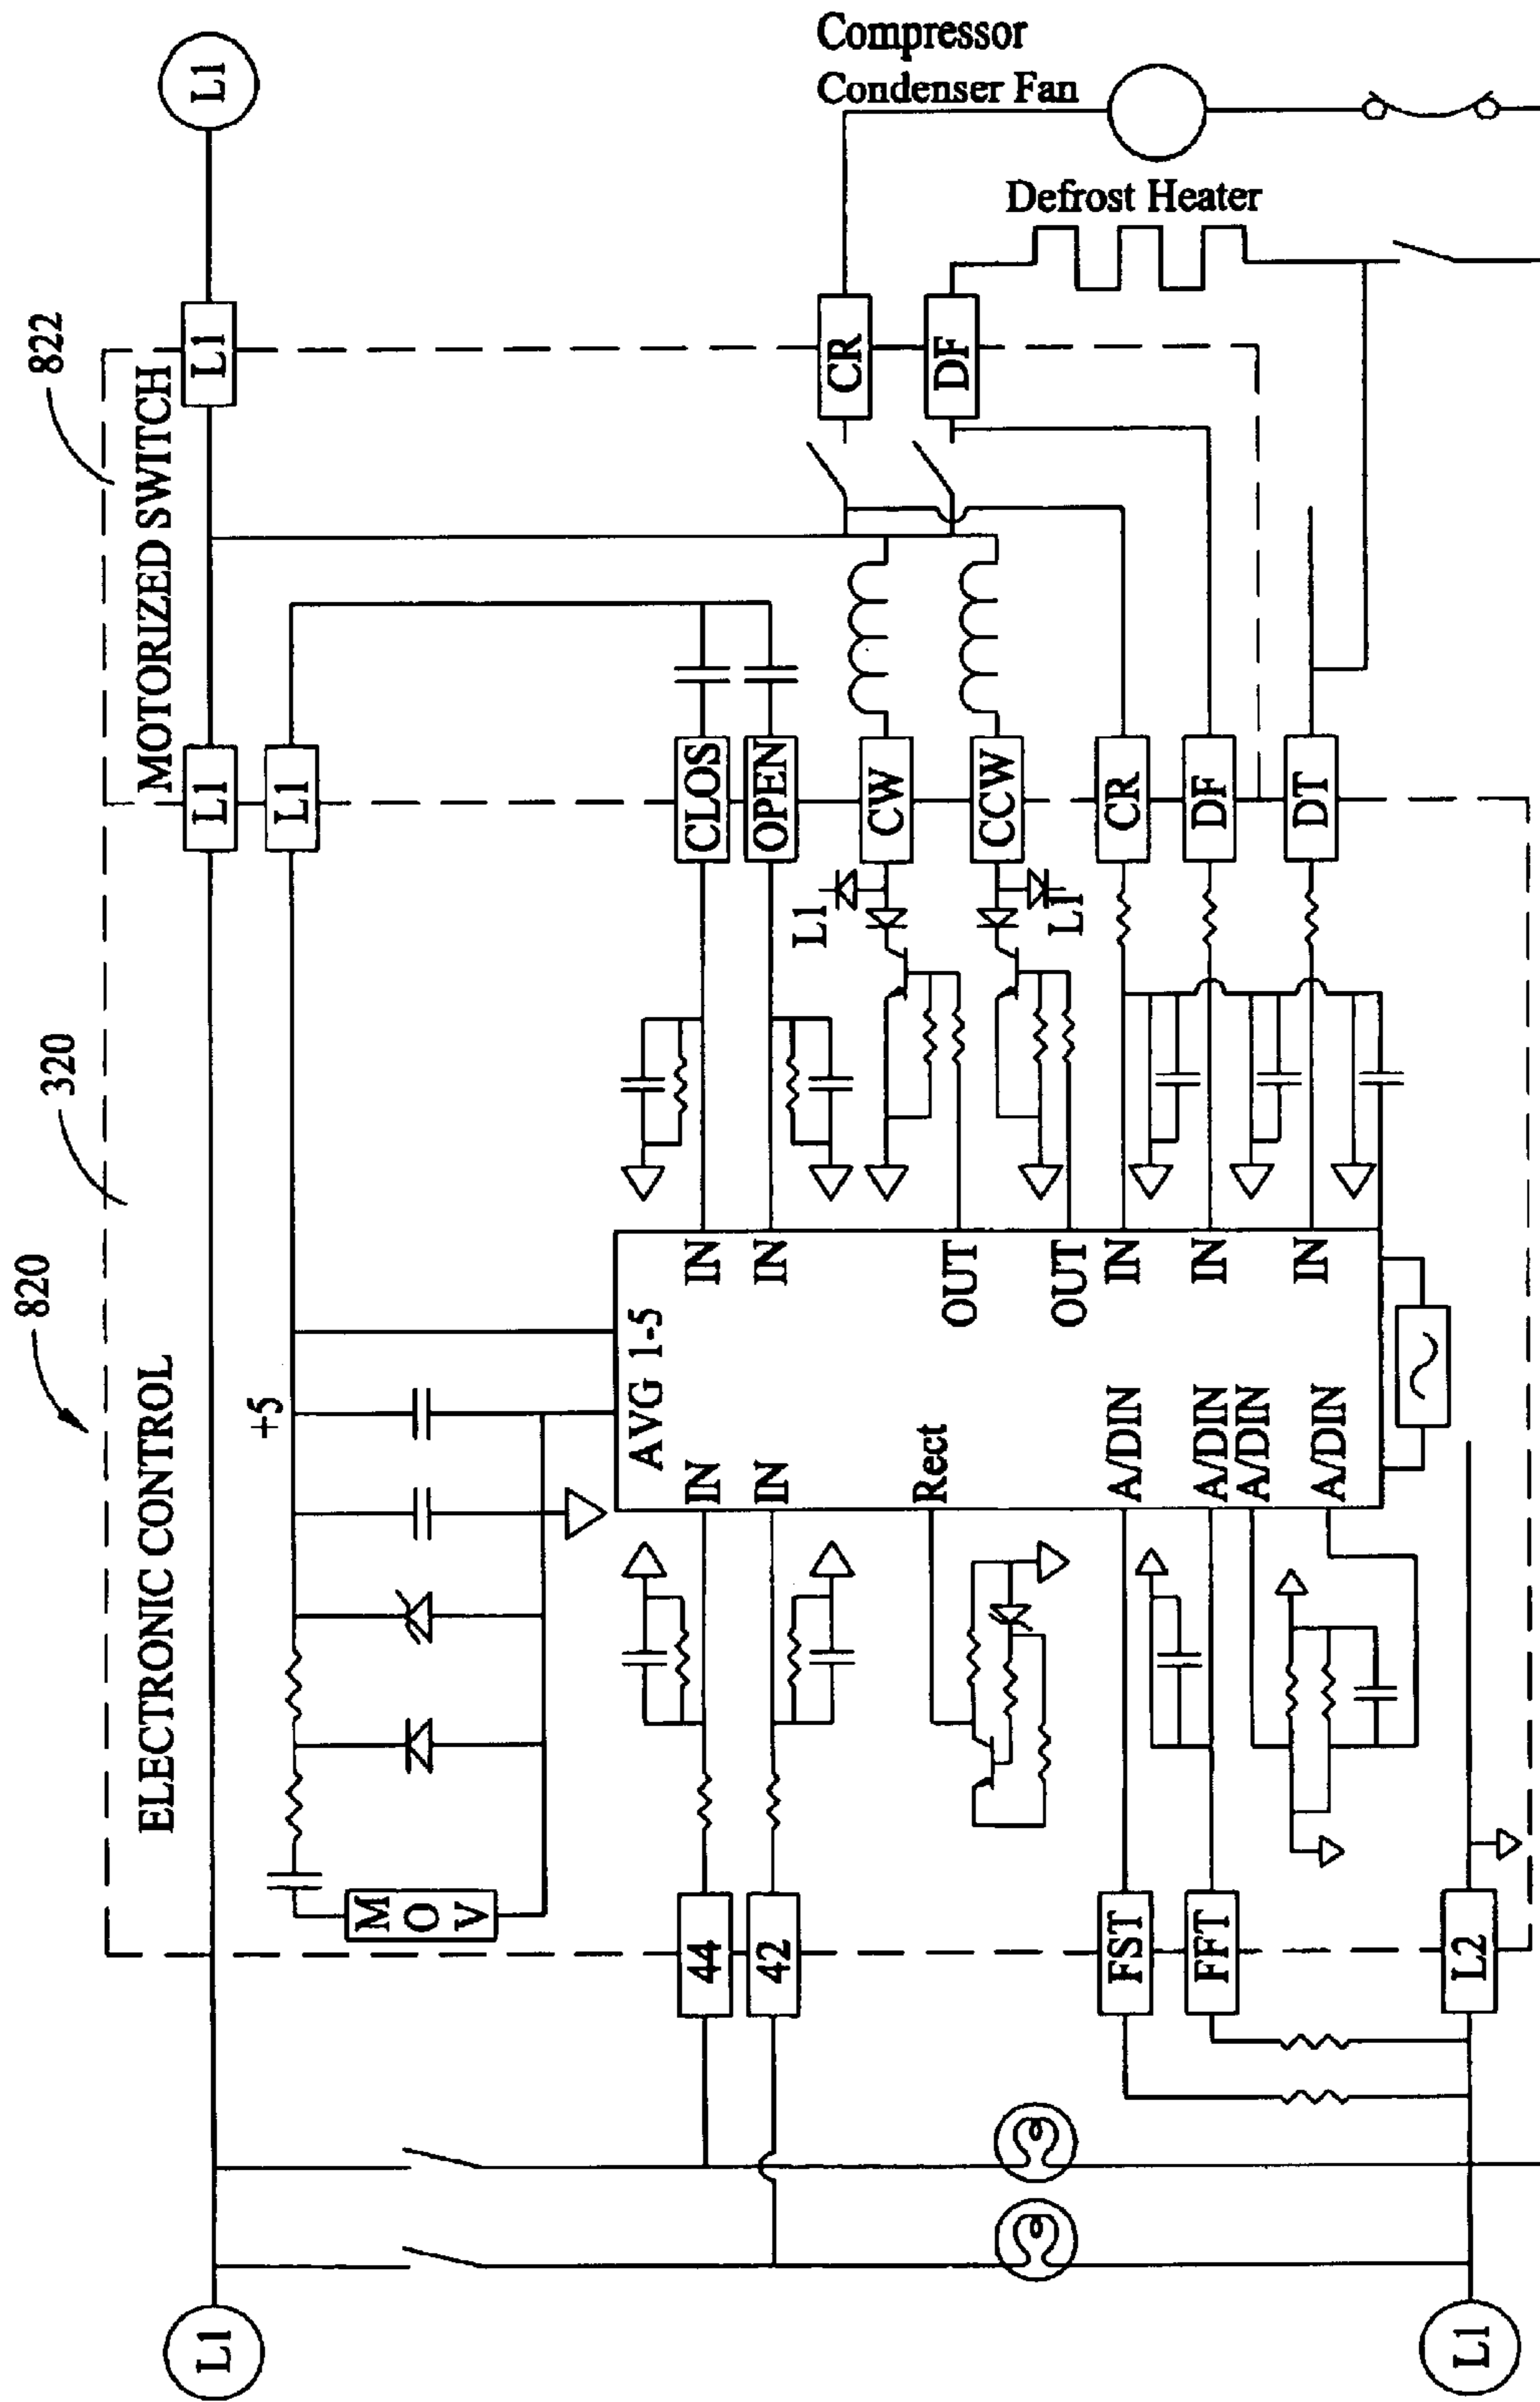 820
320
822
ELECTRONIC CONTROL
MOTORIZED SWITCH
L1
L1
L1
L1
+5
L1
M
O
V
Compressor
Condenser Fan
Defrost Heater
44
42
AVG 1-5
IN
IN
IN
IN
CLOS
OPEN
L1
CW
CCW
L1
CR
DF
Rect
OUT
OUT
FST
FFT
A/DIN
A/DIN
A/DIN
A/DIN
IN
IN
IN
CR
DF
DT
L2
L1